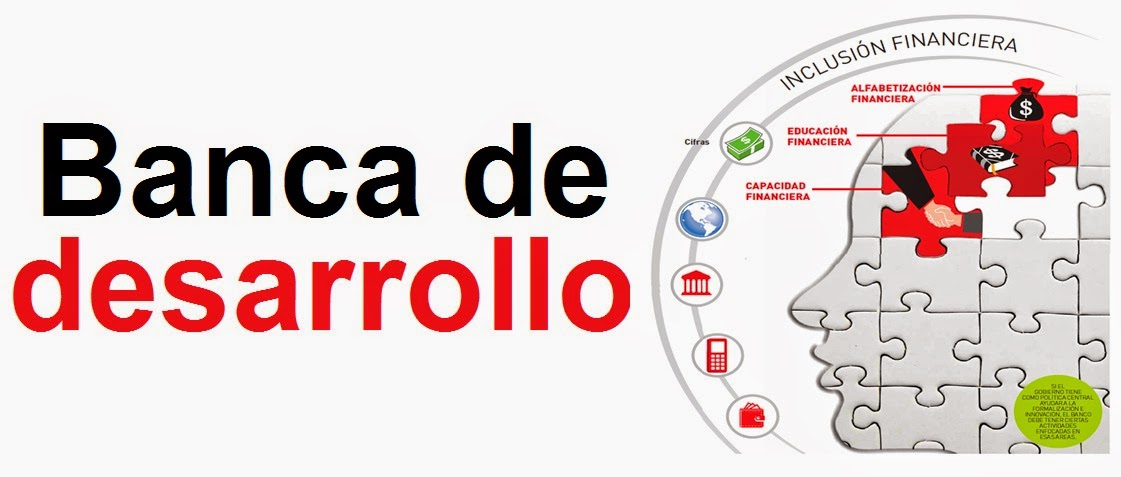 Banca de
desarrollo
INCLUSIÓN FINANCIERA
ALFABETIZACIÓN
FINANCIERA
$
Cifras
EDUCACIÓN
FINANCIERA
CAPACIDAD
FINANCIERA
SI EL
GOBIERNO TIENE
COMO POLÍTICA CENTRAL
AYUDAR A LA
FORMALIZACIÓN E
INNOVACIÓN, EL BANCO
DEBE TENER CIERTAS
ACTIVIDADES
ENFOCADAS EN
ESAS ÁREAS.